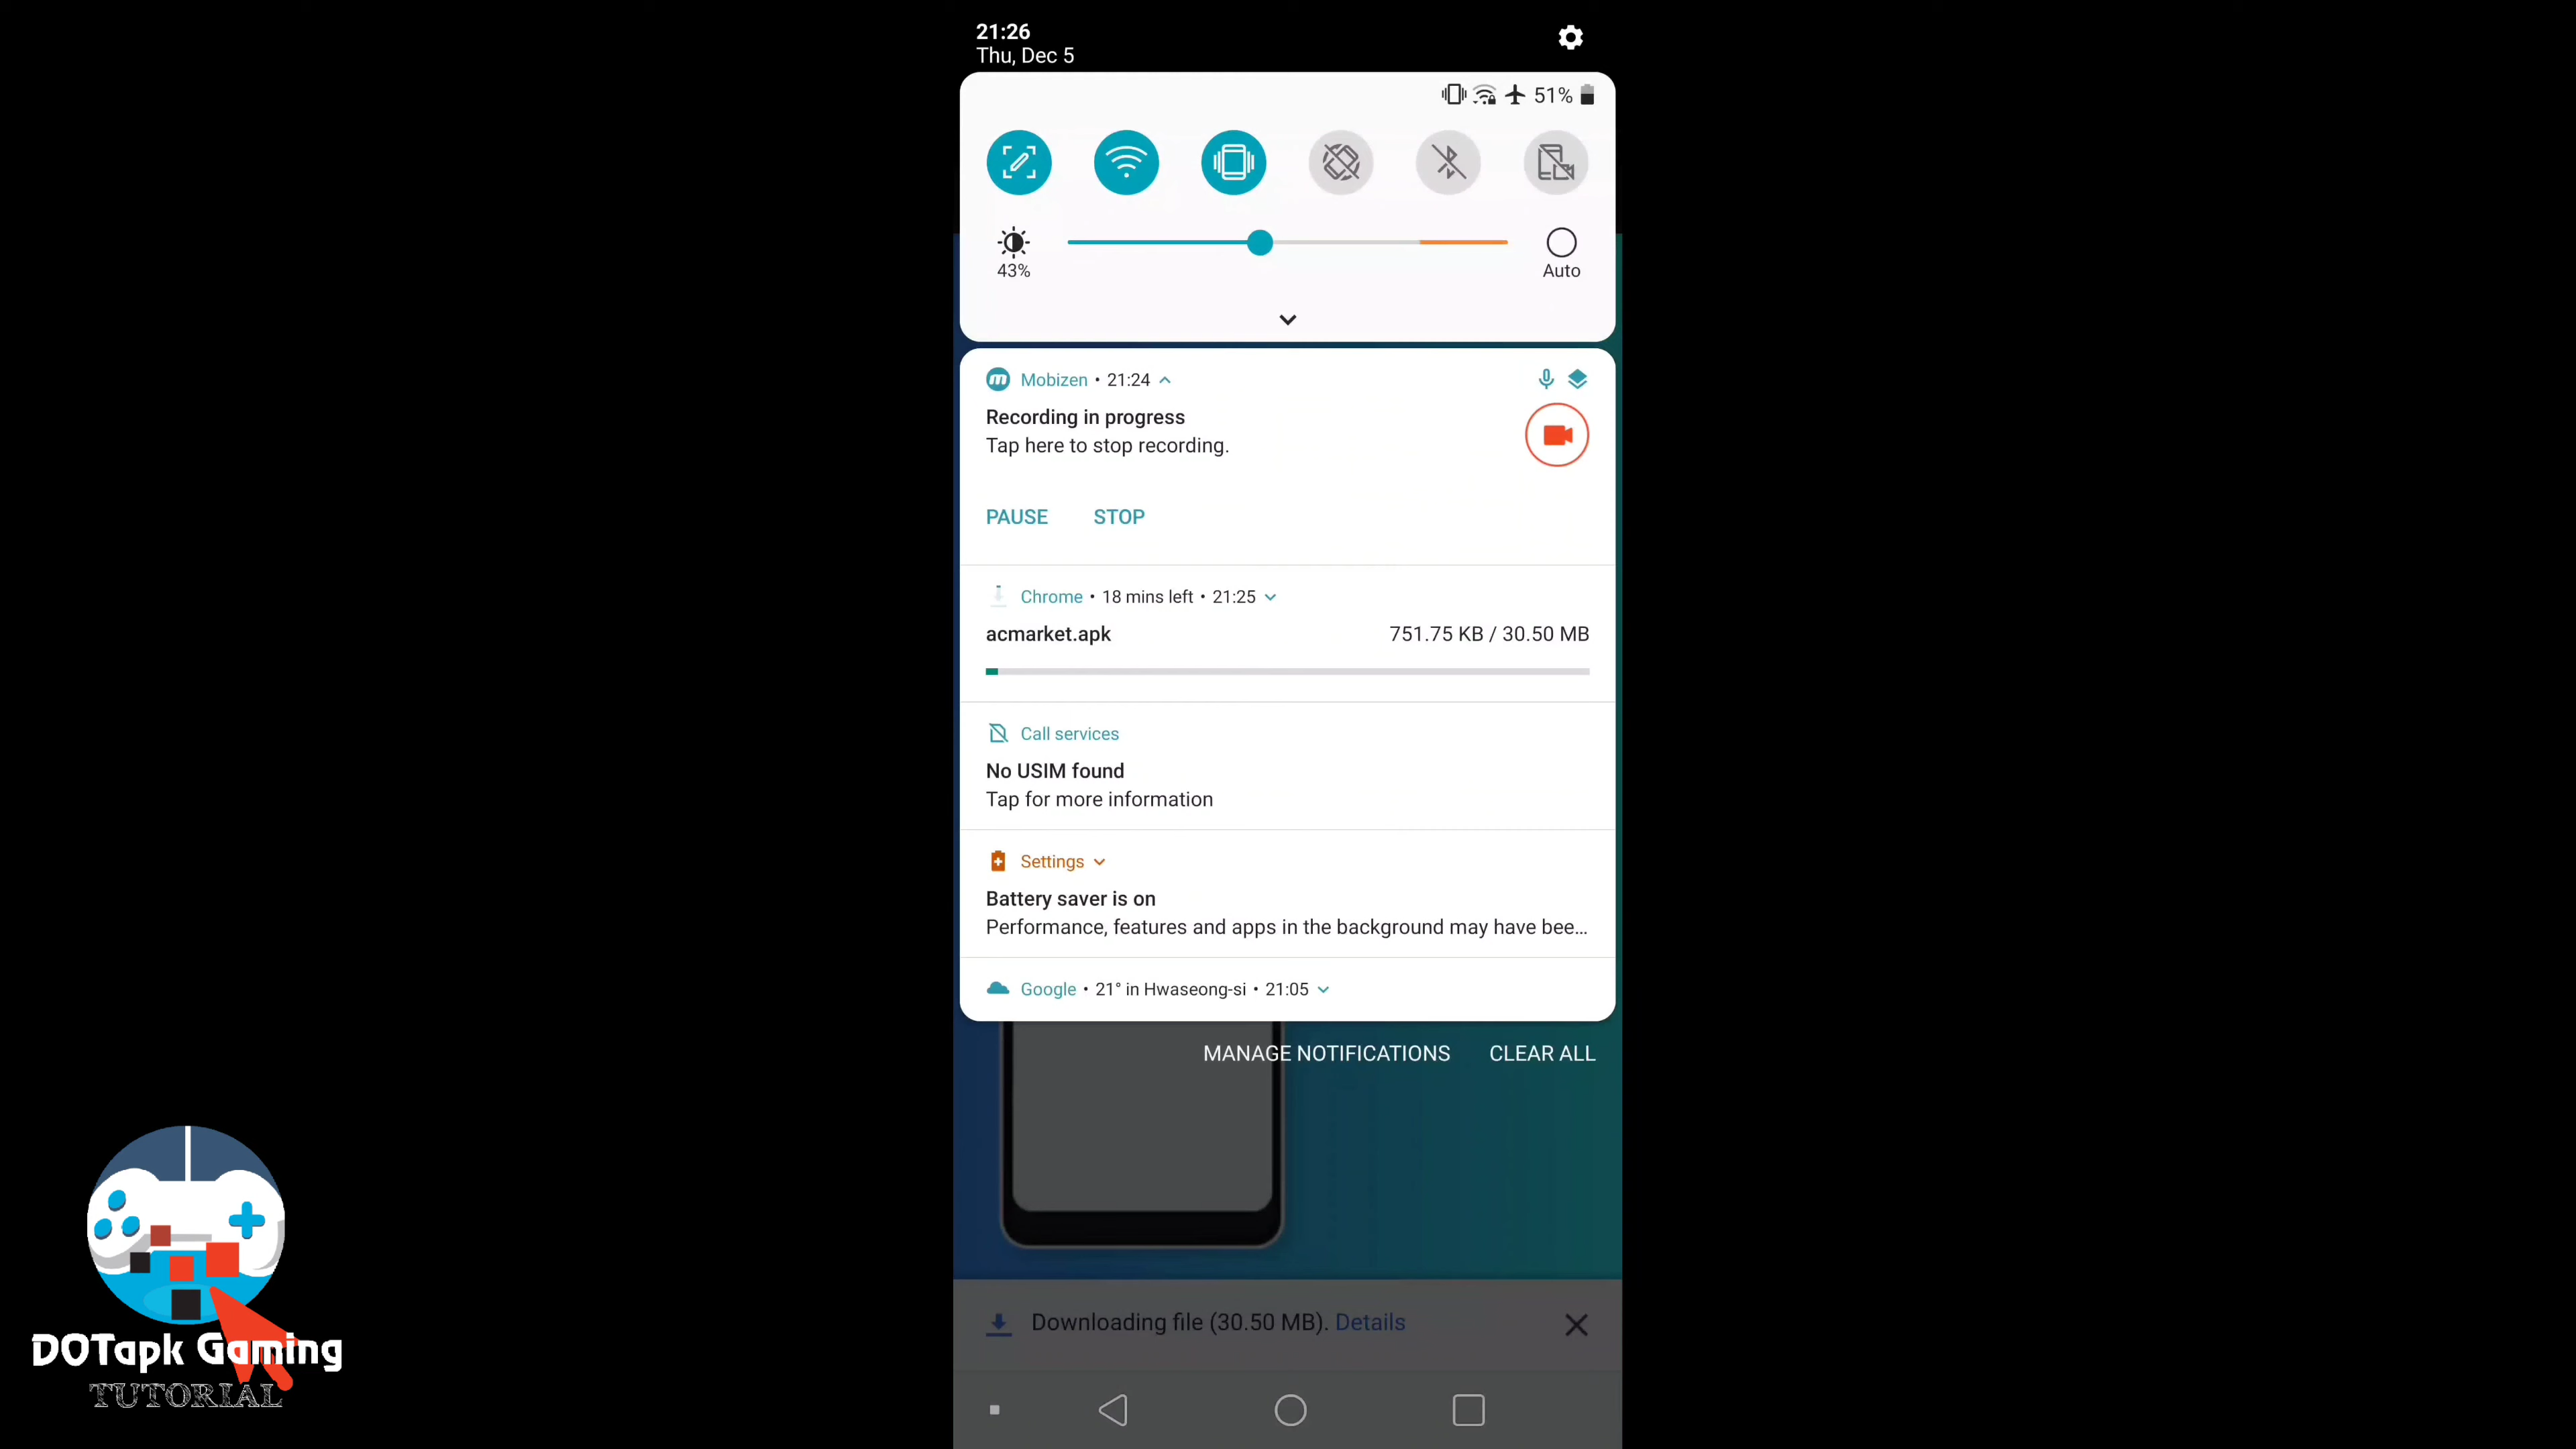 21:26
Thu, Dec 5
51%
43%
Auto
Mobizen • 21:24
Recording in progress
Tap here to stop recording.
PAUSE STOP
Chrome • 18 mins left • 21:25
acmarket.apk 751.75 KB / 30.50 MB
Call services
No USIM found
Tap for more information
Settings
Battery saver is on
Performance, features and apps in the background may have bee...
Google • 21° in Hwaseong-si • 21:05
MANAGE NOTIFICATIONS CLEAR ALL
Downloading file (30.50 MB). Details
DOTapk Gaming
TUTORIAL